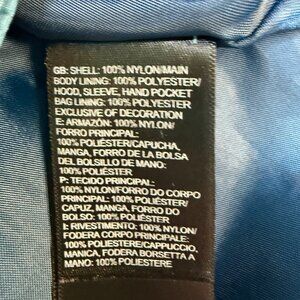 GB: SHELL: 100% NYLON/MAIN
BODY LINING: 100% POLYESTER/
HOOD, SLEEVE, HAND POCKET
BAG LINING: 100% POLYESTER
EXCLUSIVE OF DECORATION
E: ARMAZÓN: 100% NYLON/
FORRO PRINCIPAL:
100% POLIÉSTER/CAPUCHA,
MANGA, FORRO DE LA BOLSA
DEL BOLSILLO DE MANO:
100% POLIÉSTER
P: TECIDO PRINCIPAL:
100% NYLON/FORRO DO CORPO
PRINCIPAL: 100% POLIÉSTER/
CAPUZ, MANGA, FORRO DO
BOLSO: 100% POLIÉSTER
I: RIVESTIMENTO: 100% NYLON/
FODERA CORPO PRINCIPALE:
100% POLIESTERE/CAPPUCCIO,
MANICA, FODERA BORSETTA A
MANO: 100% POLIESTERE